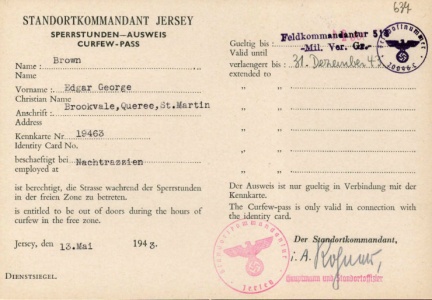 634
STANDORTKOMMANDANT JERSEY
SPERRSTUNDEN—AUSWEIS
CURFEW-PASS
Name : Brown
Name
Vorname : Edgar George
Christian Name
Anschrift : Brookvale, Queree, St.Martin
Address
Kennkarte Nr. 19463
Identity Card No.
beschaeftigt bei Nachtrazzien
employed at
ist berechtigt, die Strasse wachrend der Sperrstunden
in der freien Zone zu betreten.
is entitled to be out of doors during the hours of
curfew in the free zone.
Jersey, den 13.Mai 1943.
DIENSTSIEGEL.
Gueltig bis : Feldkommandantur 515
Valid until -Mil. Ver. Gr.-
verlaengert bis : 31. Dezember 43
extended to
Der Ausweis ist nur gueltig in Verbindung mit der
Kennkarte.
The Curfew-pass is only valid in connection with
the identity card.
Der Standortkommandant,
i.A.
Hauptmann und Standortoffizier